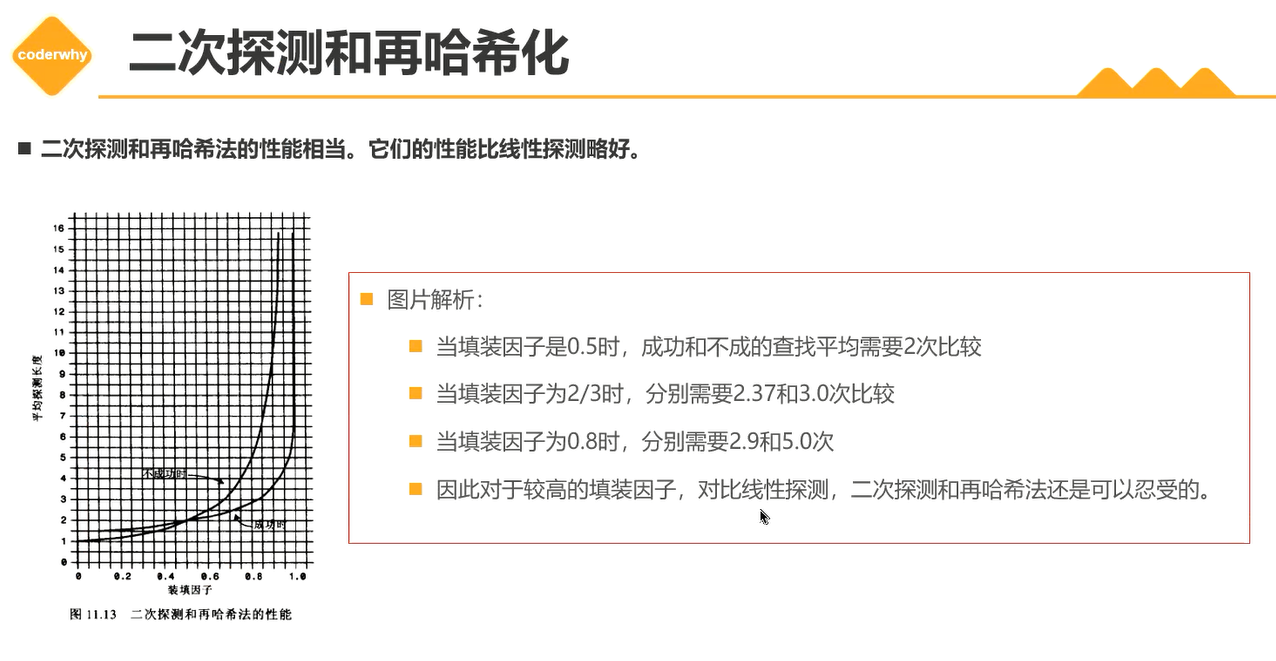 coderwhy
二次探测和再哈希化
二次探测和再哈希法的性能相当。它们的性能比线性探测略好。
16
15
14
13
12
11
10
9
8
7
6
5
4
3
2
1
0
平均探测长度
不成功时
成功时
0 0.2 0.4 0.6 0.8 1.0
装填因子
图 11.13 二次探测和再哈希法的性能
图片解析：
当填装因子是0.5时，成功和不成的查找平均需要2次比较
当填装因子为2/3时，分别需要2.37和3.0次比较
当填装因子为0.8时，分别需要2.9和5.0次
因此对于较高的填装因子，对比线性探测，二次探测和再哈希法还是可以忍受的。